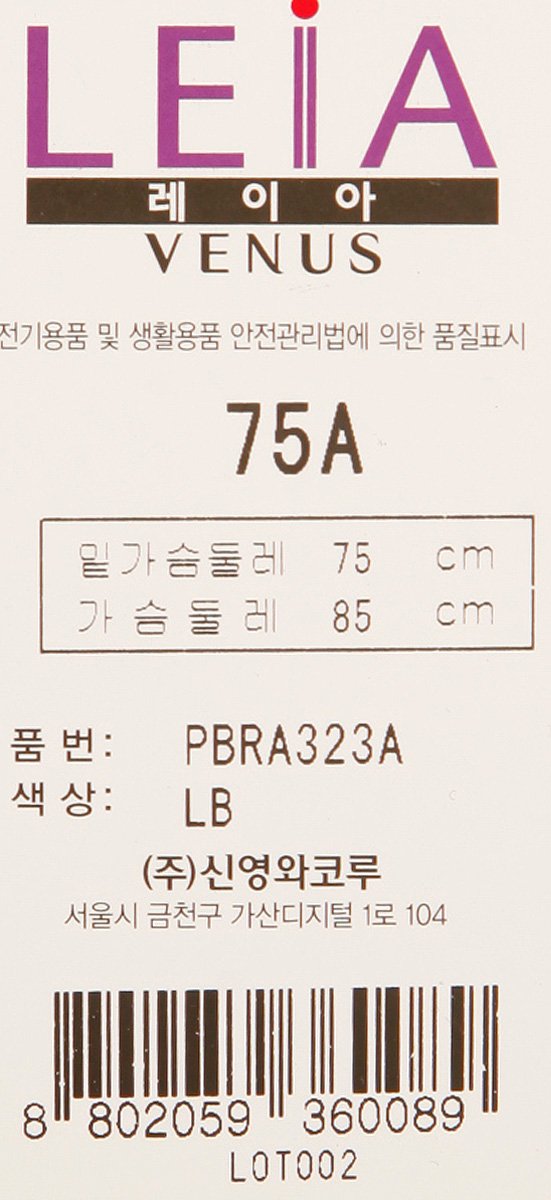 LEiA
레이아
VENUS
전기용품 및 생활용품 안전관리법에 의한 품질표시
75A
밑가슴둘레 75 cm
가슴둘레 85 cm
품 번: PBRA323A
색 상: LB
(주)신영와코루
서울시 금천구 가산디지털 1로 104
8 802059 360089
LOT002